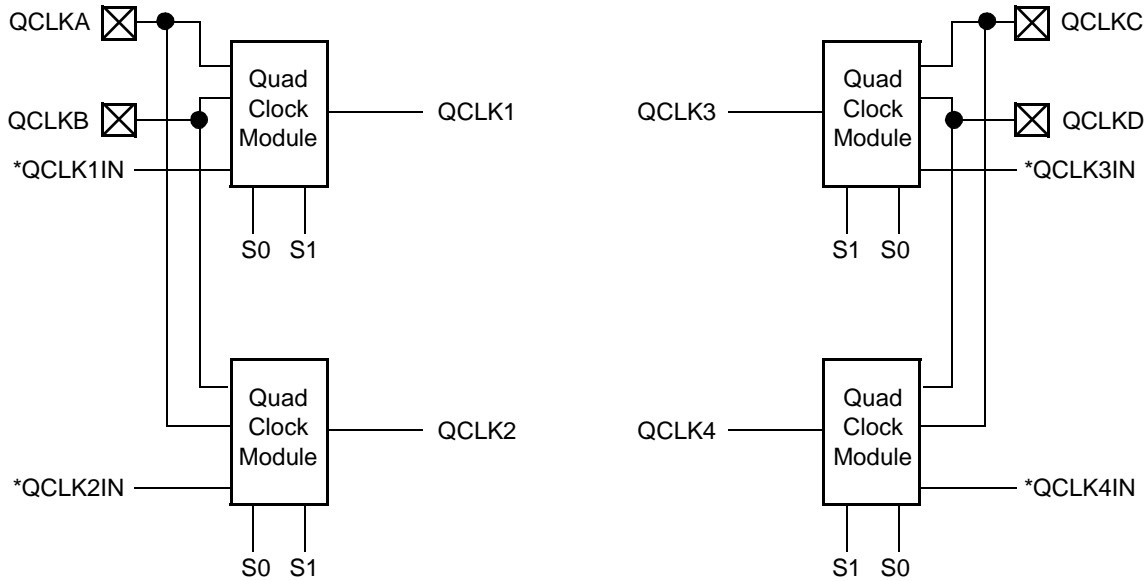 QCLKA
QCLKB
*QCLK1IN
Quad
Clock
Module
QCLK1
S0 S1
QCLK3
Quad
Clock
Module
QCLKC
QCLKD
*QCLK3IN
S1 S0
*QCLK2IN
Quad
Clock
Module
QCLK2
S0 S1
QCLK4
Quad
Clock
Module
*QCLK4IN
S1 S0